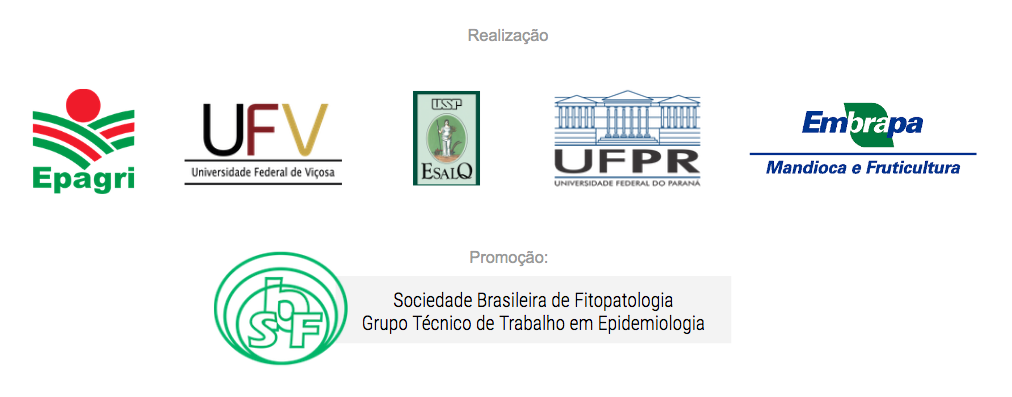 Realização
Epagri
UFV
Universidade Federal de Viçosa
USP
ESALQ
UFPR
UNIVERSIDADE FEDERAL DO PARANÁ
Embrapa
Mandioca e Fruticultura
Promoção:
SbF
Sociedade Brasileira de Fitopatologia
Grupo Técnico de Trabalho em Epidemiologia